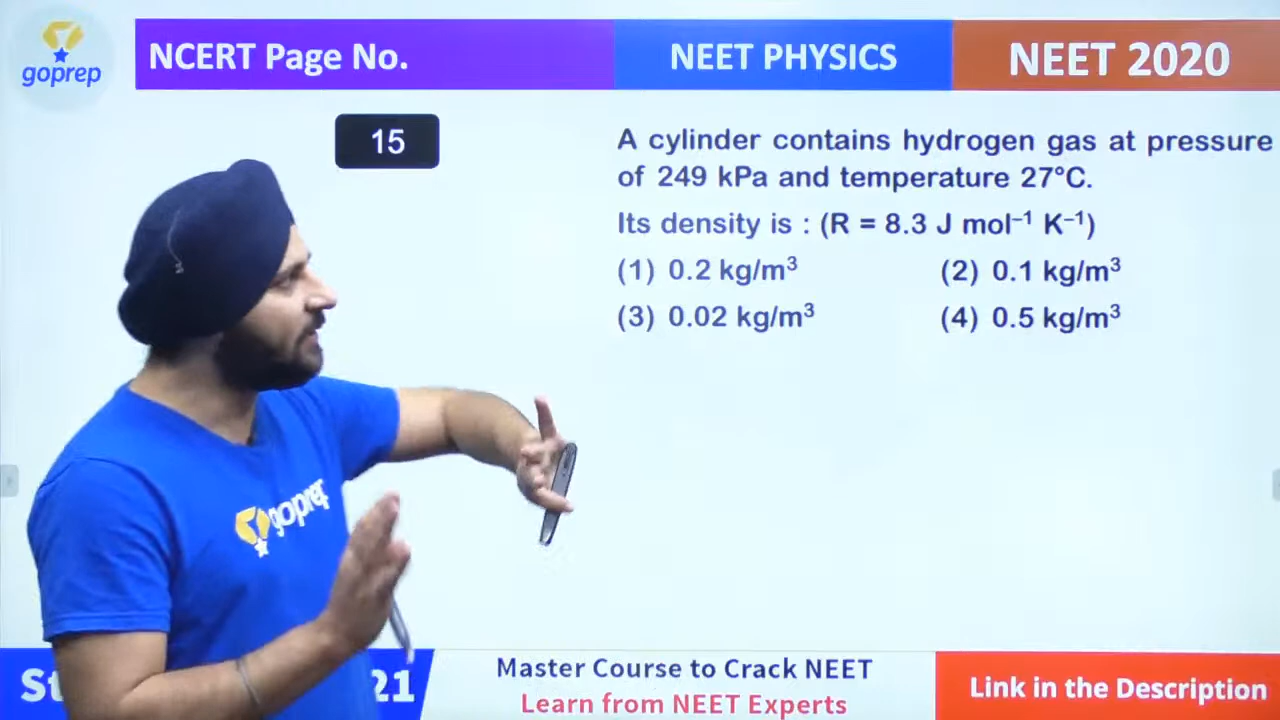 goprep
NCERT Page No.
NEET PHYSICS
NEET 2020
15
A cylinder contains hydrogen gas at pressure
of 249 kPa and temperature 27°C.
Its density is : (R = 8.3 J mol⁻¹ K⁻¹)
(1) 0.2 kg/m³
(2) 0.1 kg/m³
(3) 0.02 kg/m³
(4) 0.5 kg/m³
goprep
21
Master Course to Crack NEET
Learn from NEET Experts
Link in the Description